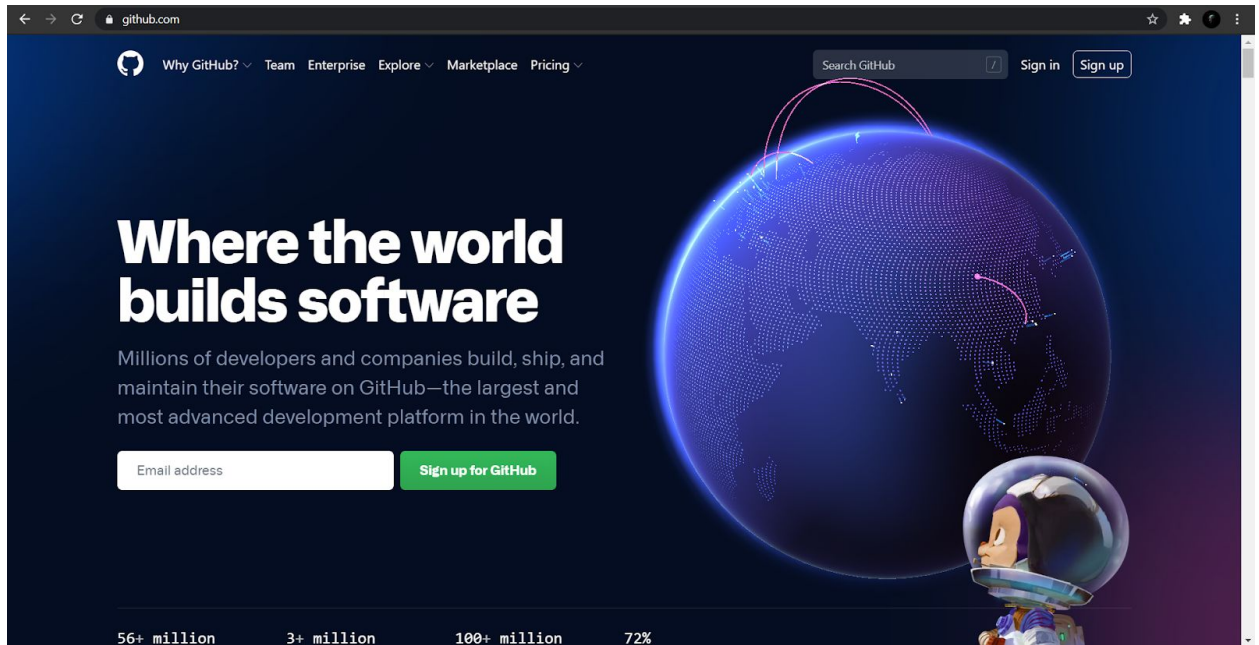 github.com
Why GitHub? Team Enterprise Explore Marketplace Pricing Search GitHub / Sign in Sign up
Where the world
builds software
Millions of developers and companies build, ship, and
maintain their software on GitHub—the largest and
most advanced development platform in the world.
Email address Sign up for GitHub
56+ million 3+ million 100+ million 72%